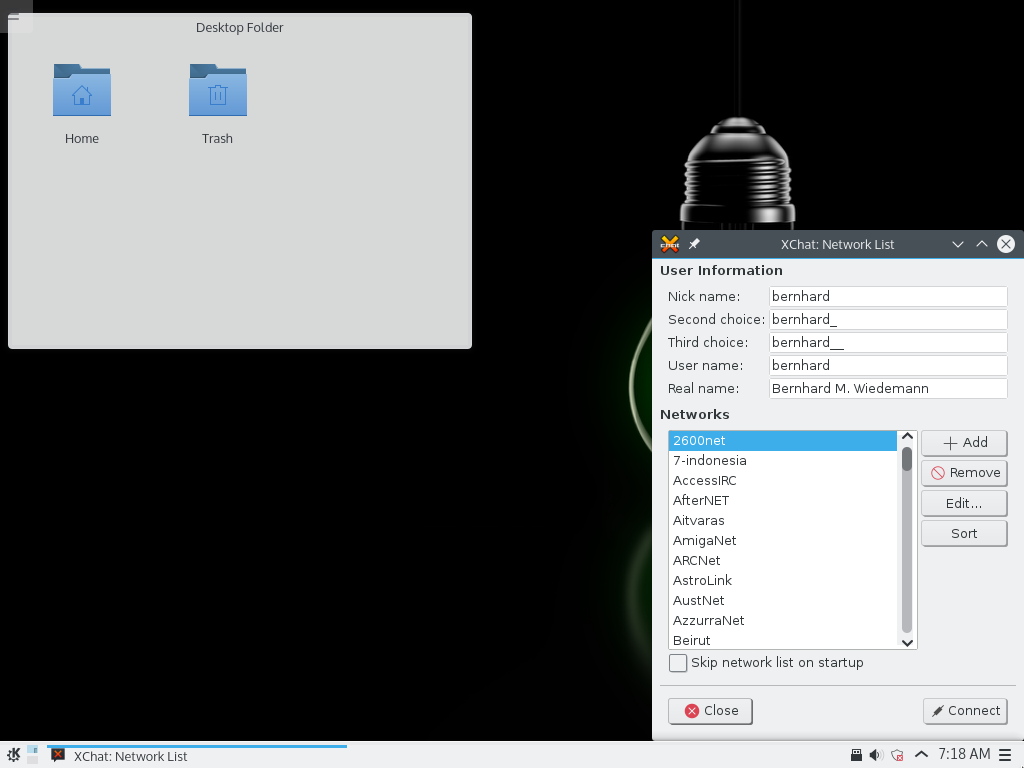 Desktop Folder
Home
Trash
XChat: Network List
User Information
Nick name: bernhard
Second choice: bernhard_
Third choice: bernhard__
User name: bernhard
Real name: Bernhard M. Wiedemann
Networks
2600net
7-indonesia
AccessIRC
AfterNET
Aitvaras
AmigaNet
ARCNet
AstroLink
AustNet
AzzurraNet
Beirut
Add
Remove
Edit...
Sort
Skip network list on startup
Close
Connect
XChat: Network List
7:18 AM